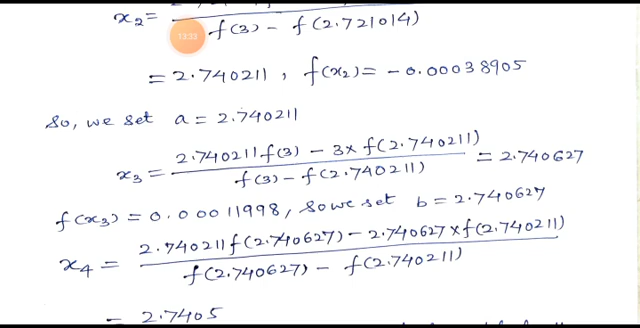 x₂ = 
f(3) - f(2.721014)
13:33
= 2.740211, f(x₂) = -0.00038905
So, we set a = 2.740211
x₃ = (2.740211 f(3) - 3 x f(2.740211)) / (f(3) - f(2.740211)) = 2.740627
f(x₃) = 0.00011998, so we set b = 2.740627
x₄ = (2.740211 f(2.740627) - 2.740627 x f(2.740211)) / (f(2.740627) - f(2.740211))
= 2.7405